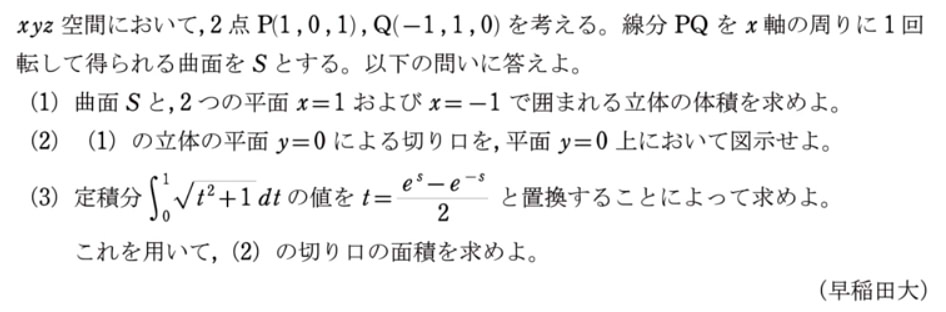 xyz 空間において,2点 P(1,0,1),Q(−1,1,0) を考える。線分 PQ を x 軸の周りに1回
転して得られる曲面を S とする。以下の問いに答えよ。
(1) 曲面 S と,2つの平面 x=1 および x=−1 で囲まれる立体の体積を求めよ。
(2) (1) の立体の平面 y=0 による切り口を,平面 y=0 上において図示せよ。
(3) 定積分 ∫₀¹ √(t²+1) dt の値を t= (e^s−e^{−s})/2 と置換することによって求めよ。
これを用いて,(2) の切り口の面積を求めよ。
(早稲田大)